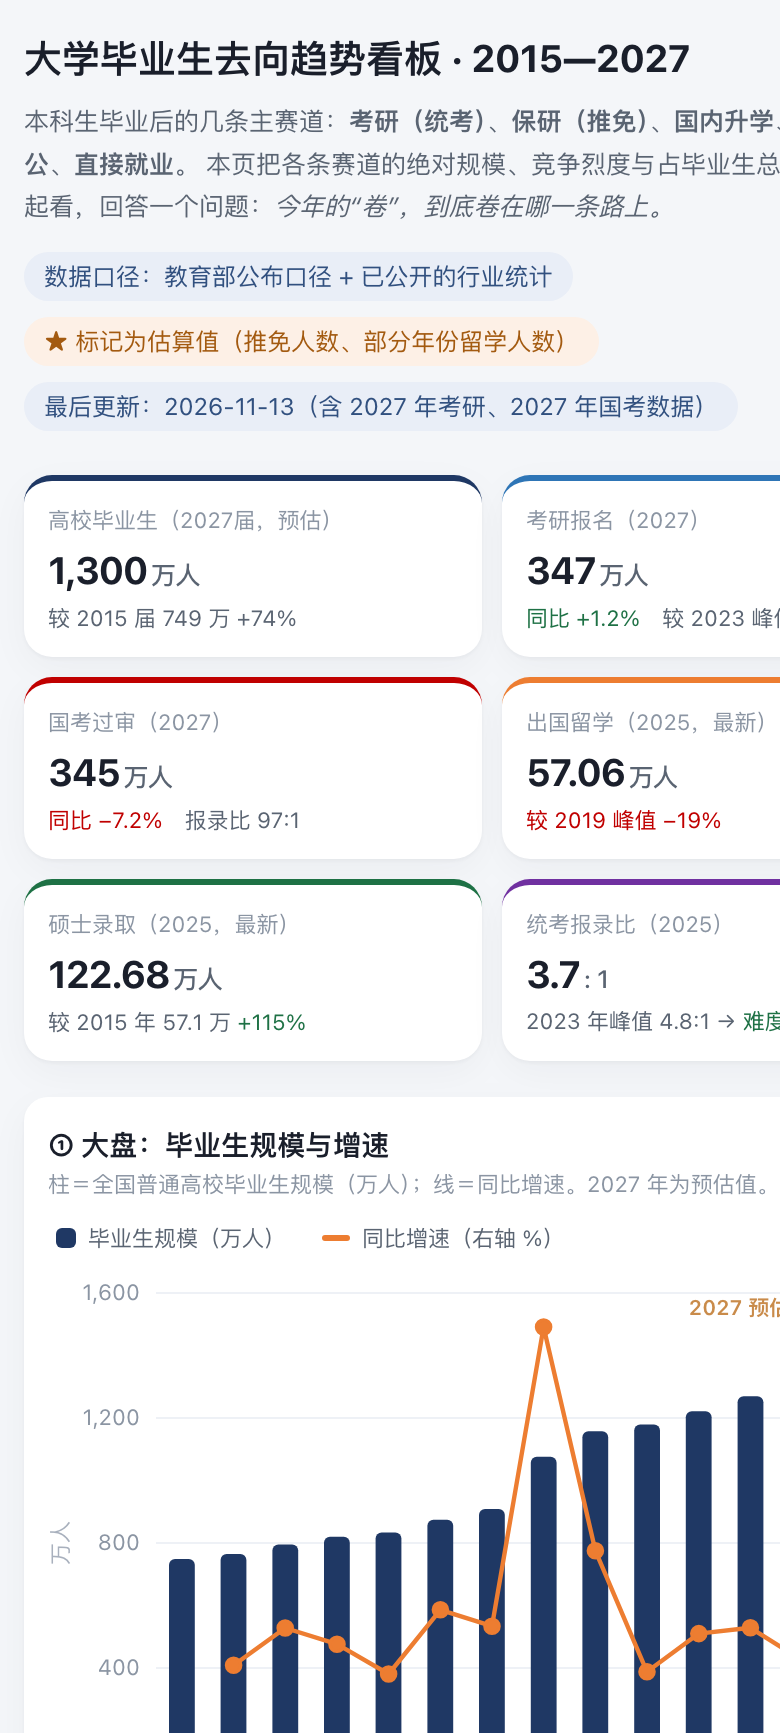 大学毕业生去向趋势看板 · 2015—2027
本科生毕业后的几条主赛道：考研（统考）、保研（推免）、国内升学、
公、直接就业。 本页把各条赛道的绝对规模、竞争烈度与占毕业生总
起看，回答一个问题：今年的“卷”，到底卷在哪一条路上。
数据口径：教育部公布口径 + 已公开的行业统计
★ 标记为估算值（推免人数、部分年份留学人数）
最后更新：2026-11-13（含 2027 年考研、2027 年国考数据）
高校毕业生（2027届，预估）
1,300 万人
较 2015 届 749 万 +74%
考研报名（2027）
347 万人
同比 +1.2% 较 2023 峰
国考过审（2027）
345 万人
同比 −7.2% 报录比 97:1
出国留学（2025，最新）
57.06 万人
较 2019 峰值 −19%
硕士录取（2025，最新）
122.68 万人
较 2015 年 57.1 万 +115%
统考报录比（2025）
3.7 : 1
2023 年峰值 4.8:1 → 难度
① 大盘：毕业生规模与增速
柱＝全国普通高校毕业生规模（万人）；线＝同比增速。2027 年为预估值。
毕业生规模（万人） 同比增速（右轴 %）
1,600
2027 预估
1,200
800
万人
400